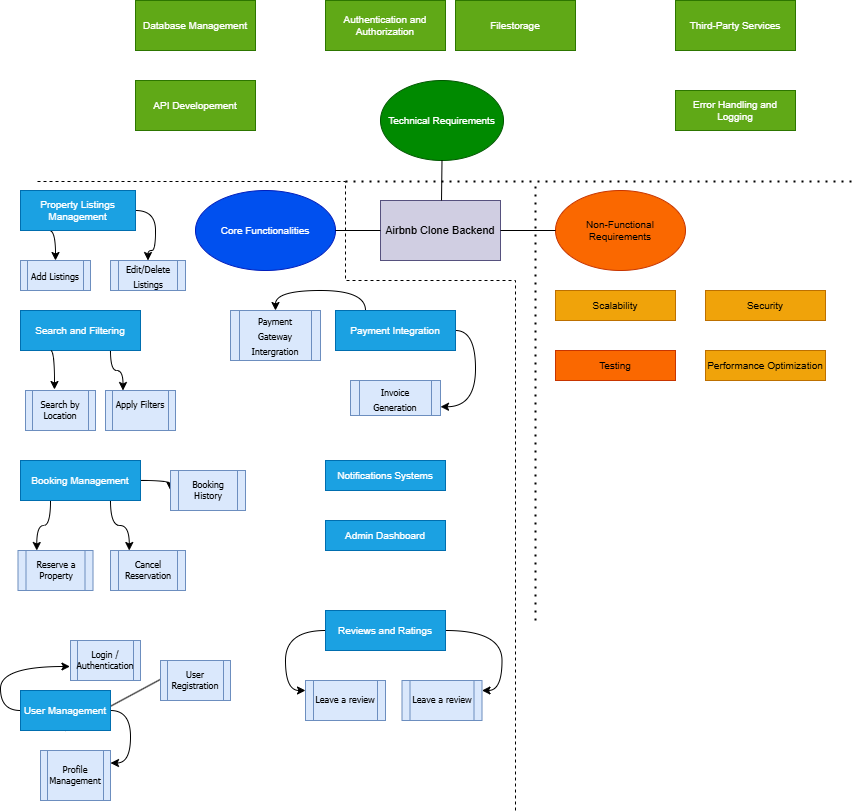 Database Management
Authentication and
Authorization
Filestorage
Third-Party Services
API Developement
Technical Requirements
Error Handling and
Logging
Property Listings
Management
Core Functionalities
Airbnb Clone Backend
Non-Functional
Requirements
Add Listings
Edit/Delete
Listings
Scalability
Security
Search and Filtering
Payment
Gateway
Intergration
Payment Integration
Testing
Performance Optimization
Search by
Location
Apply Filters
Invoice
Generation
Booking Management
Booking
History
Notifications Systems
Admin Dashboard
Reserve a
Property
Cancel
Reservation
Reviews and Ratings
Login /
Authentication
User
Registration
User Management
Leave a review
Leave a review
Profile
Management